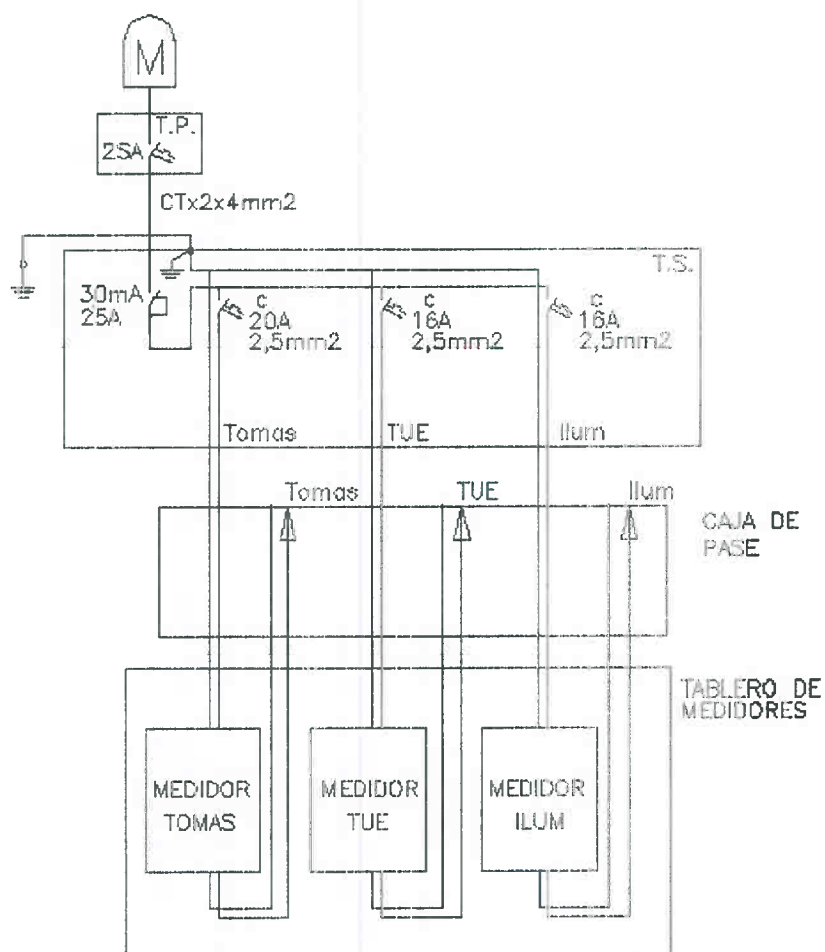 M
T.P.
25A
CTx2x4mm2
T.S.
30mA
25A
C
20A
2,5mm2
C
16A
2,5mm2
C
16A
2,5mm2
Tomas
TUE
Ilum
Tomas
TUE
Ilum
CAJA DE
PASE
TABLERO DE
MEDIDORES
MEDIDOR
TOMAS
MEDIDOR
TUE
MEDIDOR
ILUM